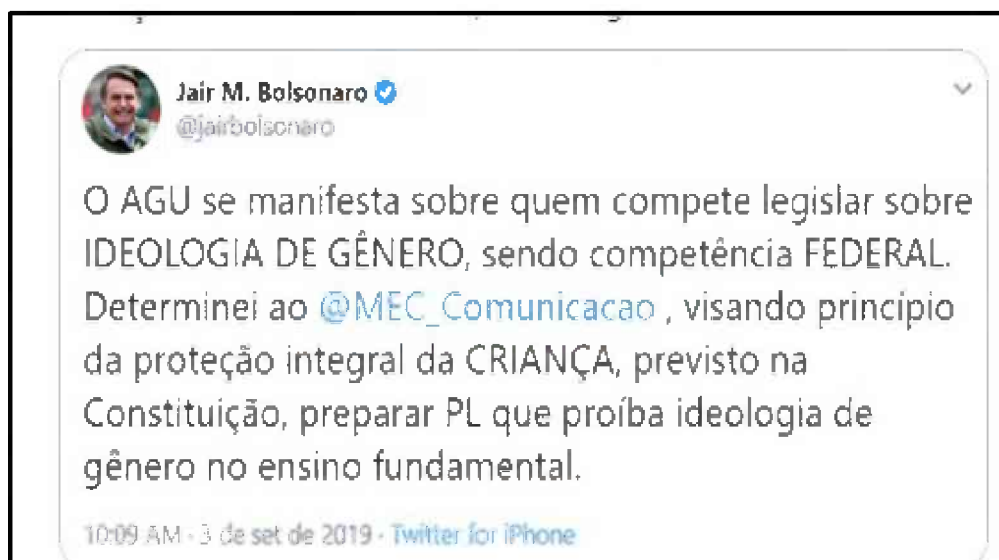 Jair M. Bolsonaro
@jairbolsonaro
O AGU se manifesta sobre quem compete legislar sobre
IDEOLOGIA DE GÊNERO, sendo competência FEDERAL.
Determinei ao @MEC_Comunicacao , visando princípio
da proteção integral da CRIANÇA, previsto na
Constituição, preparar PL que proíba ideologia de
gênero no ensino fundamental.
10:09 AM · 3 de set de 2019 · Twitter for iPhone